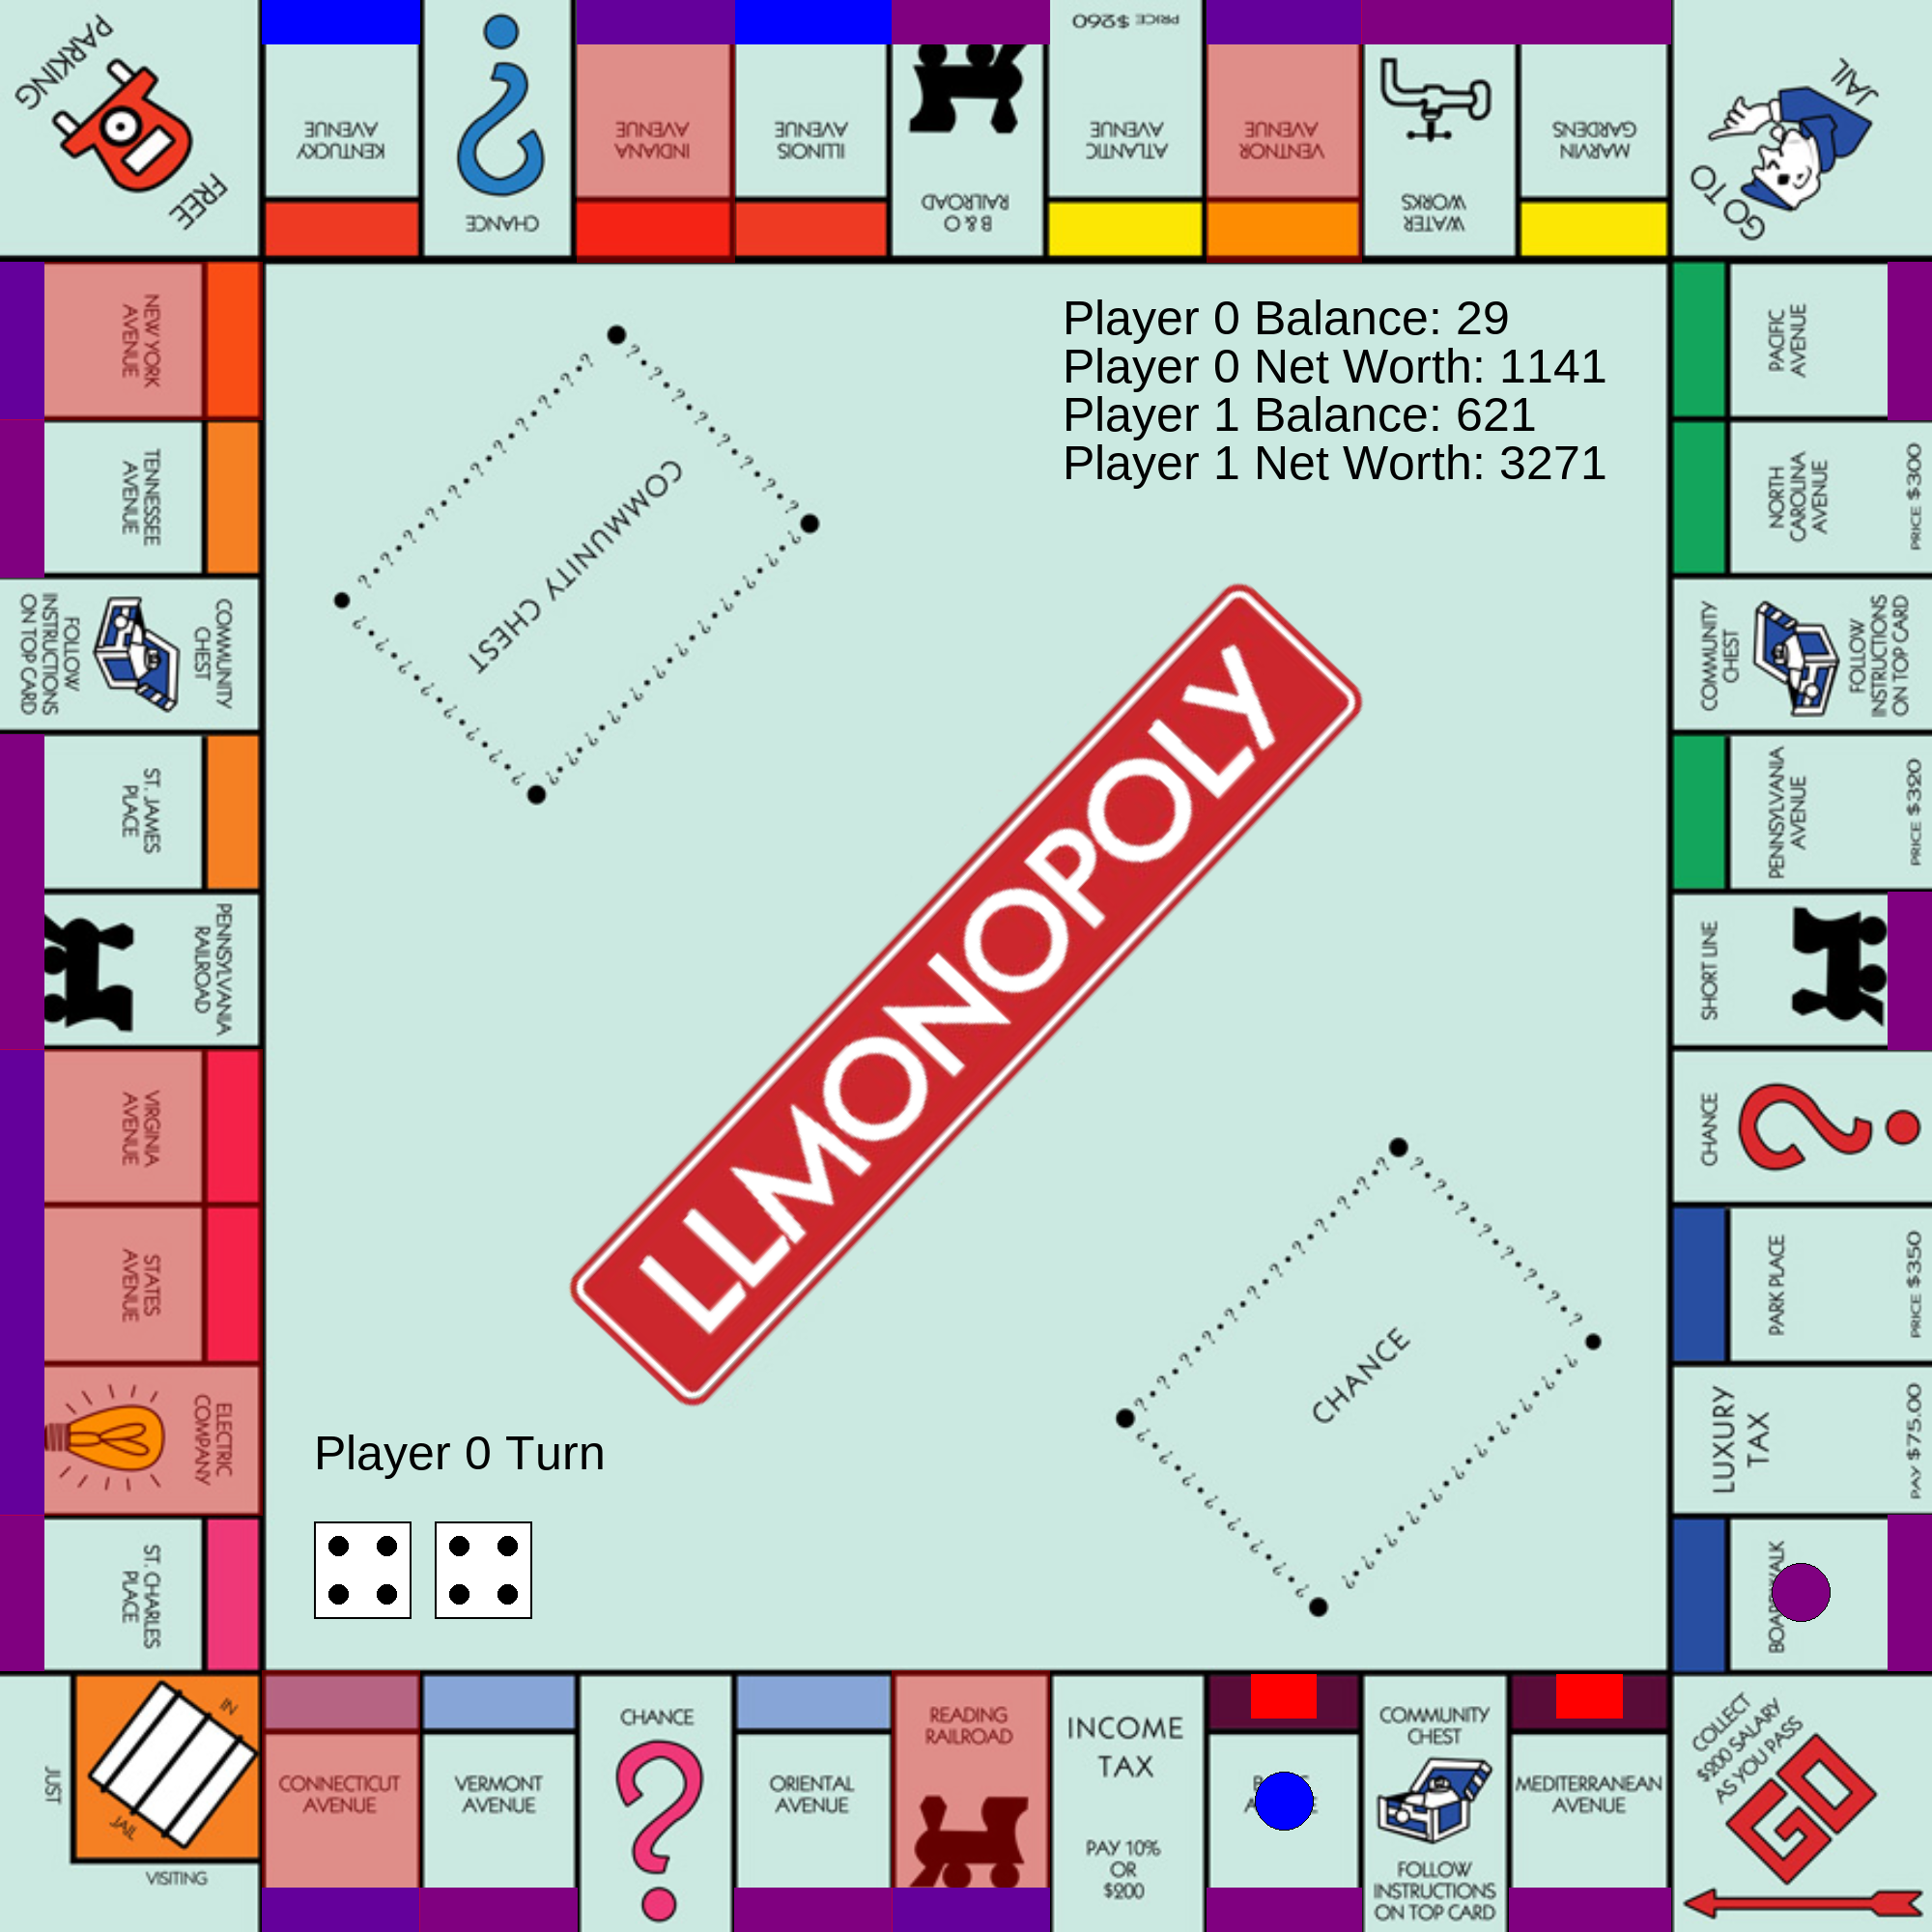 FREE
PARKING
KENTUCKY
AVENUE
CHANCE
INDIANA
AVENUE
ILLINOIS
AVENUE
B & O
RAILROAD
ATLANTIC
AVENUE
PRICE $260
VENTNOR
AVENUE
WATER
WORKS
MARVIN
GARDENS
GO TO
JAIL
NEW YORK
AVENUE
TENNESSEE
AVENUE
COMMUNITY
CHEST
FOLLOW
INSTRUCTIONS
ON TOP CARD
ST. JAMES
PLACE
PENNSYLVANIA
RAILROAD
VIRGINIA
AVENUE
STATES
AVENUE
ELECTRIC
COMPANY
ST. CHARLES
PLACE
Player 0 Balance: 29
Player 0 Net Worth: 1141
Player 1 Balance: 621
Player 1 Net Worth: 3271
COMMUNITY CHEST
LLMONOPOLY
CHANCE
Player 0 Turn
PACIFIC
AVENUE
NORTH
CAROLINA
AVENUE
PRICE $300
COMMUNITY
CHEST
FOLLOW
INSTRUCTIONS
ON TOP CARD
PENNSYLVANIA
AVENUE
PRICE $320
SHORT LINE
CHANCE
PARK PLACE
PRICE $350
LUXURY
TAX
PAY $75.00
JUST
VISITING
IN
JAIL
CONNECTICUT
AVENUE
VERMONT
AVENUE
CHANCE
ORIENTAL
AVENUE
READING
RAILROAD
INCOME
TAX
PAY 10%
OR
$200
COMMUNITY
CHEST
FOLLOW
INSTRUCTIONS
ON TOP CARD
MEDITERRANEAN
AVENUE
COLLECT
$200 SALARY
AS YOU PASS
GO